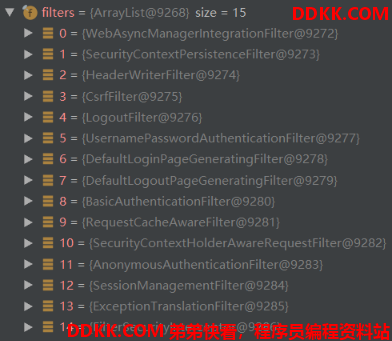 filters = {ArrayList@9268} size = 15
DDKK.COM
0 = {WebAsyncManagerIntegrationFilter@9272}
1 = {SecurityContextPersistenceFilter@9273}
2 = {HeaderWriterFilter@9274}
3 = {CsrfFilter@9275}
4 = {LogoutFilter@9276}
5 = {UsernamePasswordAuthenticationFilter@9277}
6 = {DefaultLoginPageGeneratingFilter@9278}
7 = {DefaultLogoutPageGeneratingFilter@9279}
8 = {BasicAuthenticationFilter@9280}
9 = {RequestCacheAwareFilter@9281}
10 = {SecurityContextHolderAwareRequestFilter@9282}
11 = {AnonymousAuthenticationFilter@9283}
12 = {SessionManagementFilter@9284}
13 = {ExceptionTranslationFilter@9285}
14 =
DDKK.COM 弟弟快看，程序员编程资料站